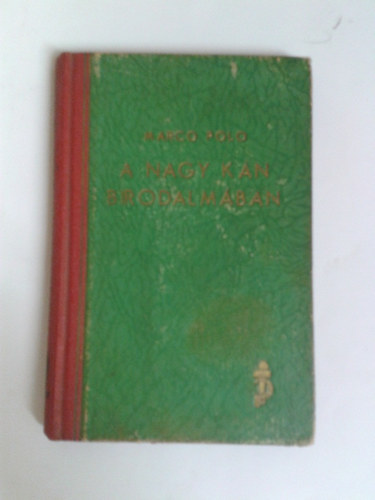 MARCO POLO
A NAGY KÁN
BIRODALMÁBAN